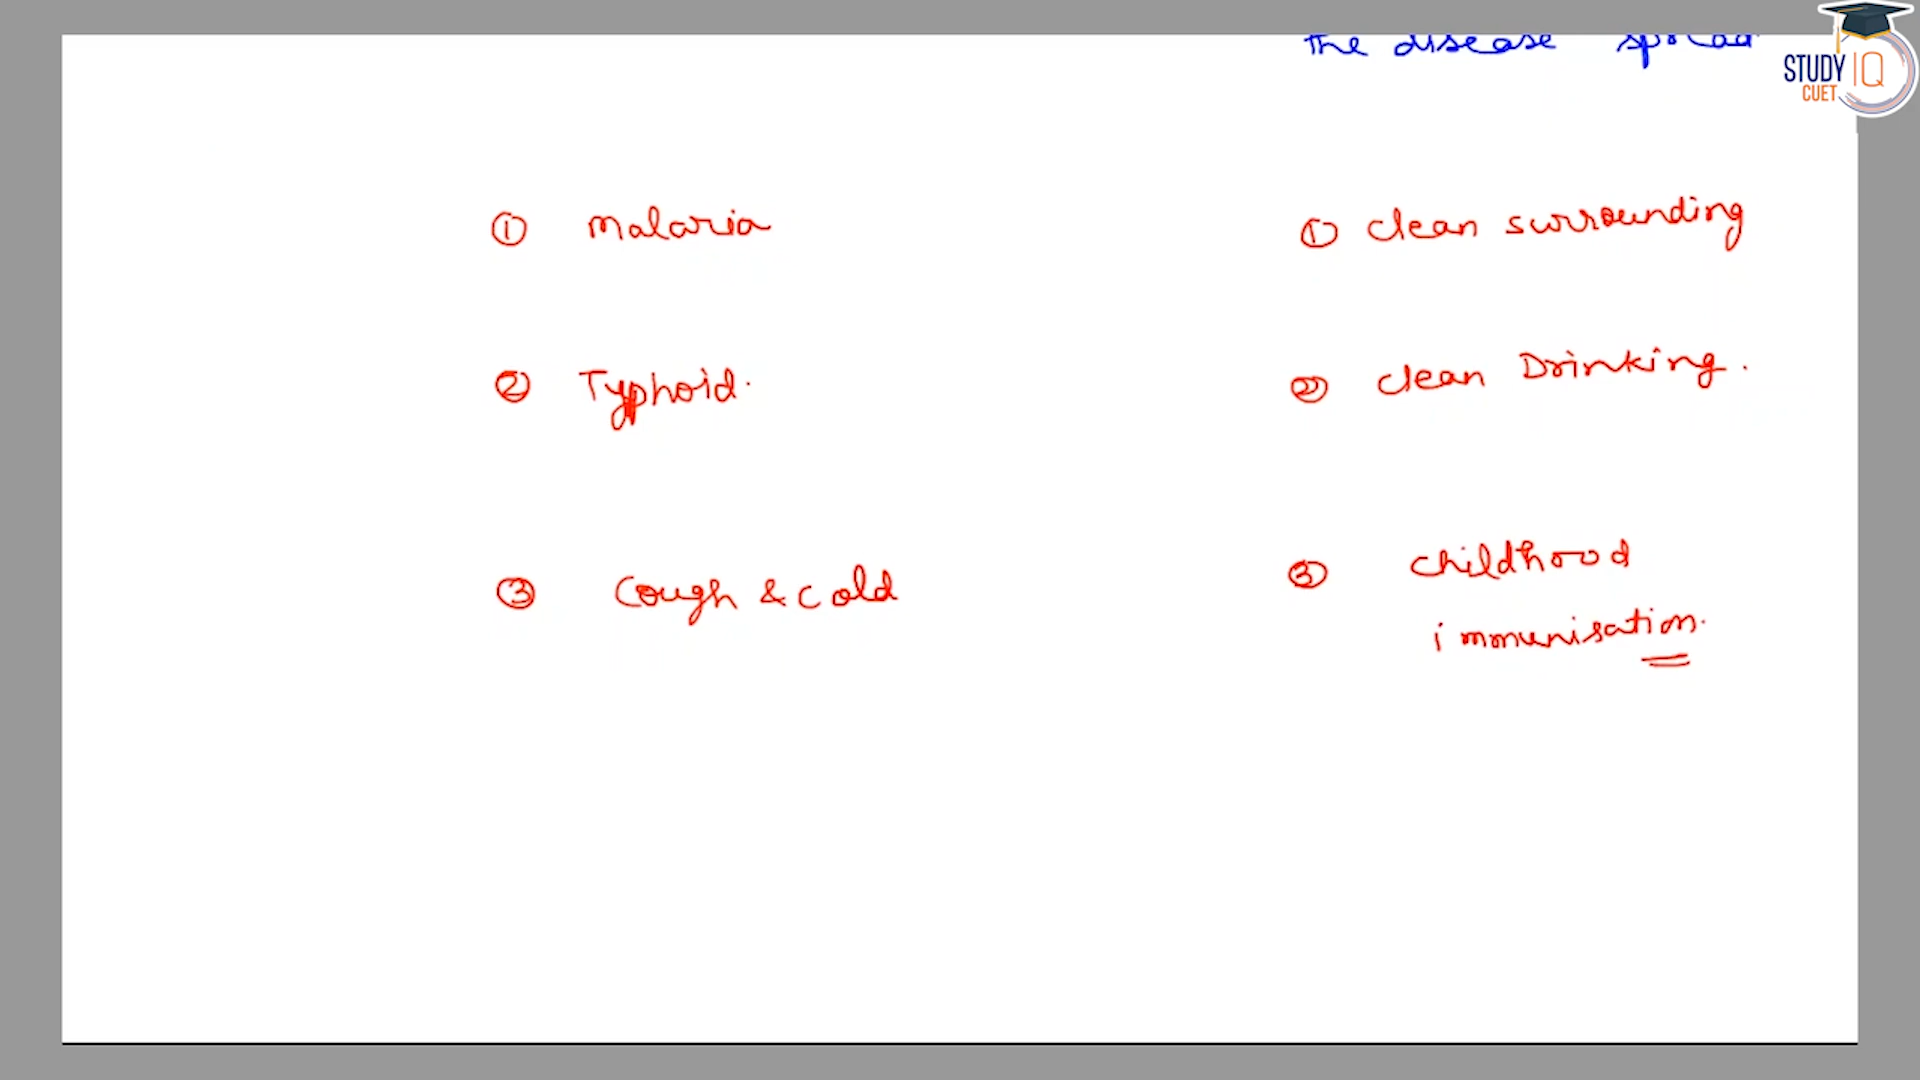 the disease spread
STUDY IQ
CUET
① Malaria
① clean surrounding
② Typhoid.
② clean Drinking.
③ Cough & cold
③ childhood
immunisation.